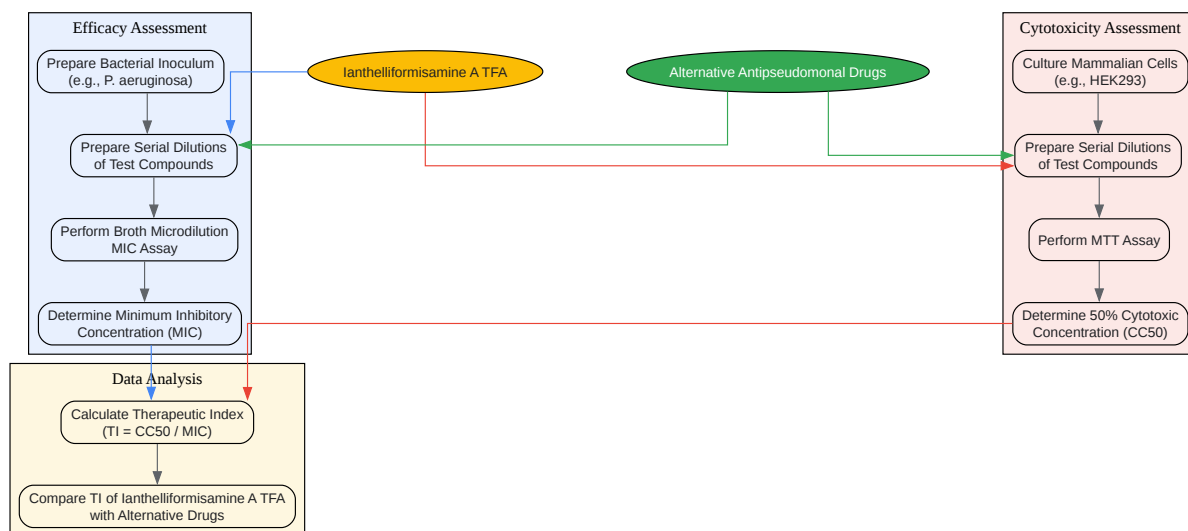 Efficacy Assessment
Prepare Bacterial Inoculum
(e.g., P. aeruginosa)
Prepare Serial Dilutions
of Test Compounds
Perform Broth Microdilution
MIC Assay
Determine Minimum Inhibitory
Concentration (MIC)
Ianthelliformisamine A TFA
Alternative Antipseudomonal Drugs
Cytotoxicity Assessment
Culture Mammalian Cells
(e.g., HEK293)
Prepare Serial Dilutions
of Test Compounds
Perform MTT Assay
Determine 50% Cytotoxic
Concentration (CC50)
Data Analysis
Calculate Therapeutic Index
(TI = CC50 / MIC)
Compare TI of Ianthelliformisamine A TFA
with Alternative Drugs